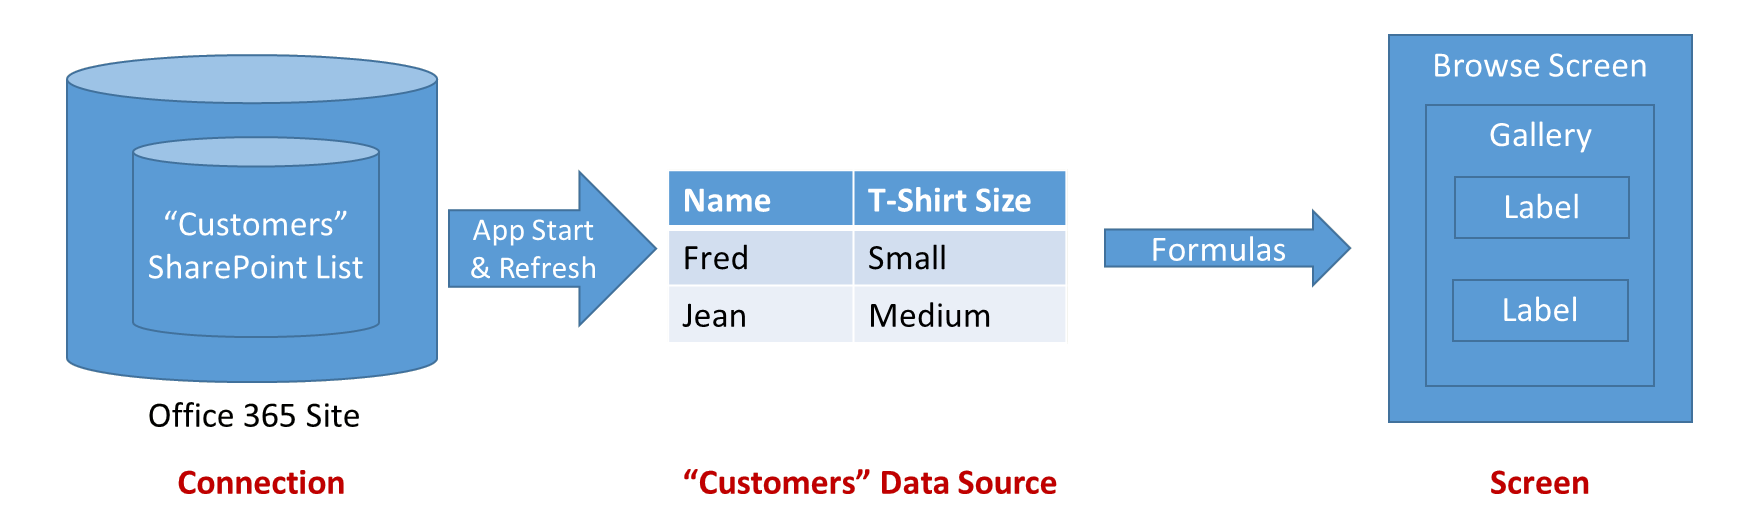 “Customers”
SharePoint List
Office 365 Site
Connection
App Start
& Refresh
Name T-Shirt Size
Fred Small
Jean Medium
“Customers” Data Source
Formulas
Browse Screen
Gallery
Label
Label
Screen